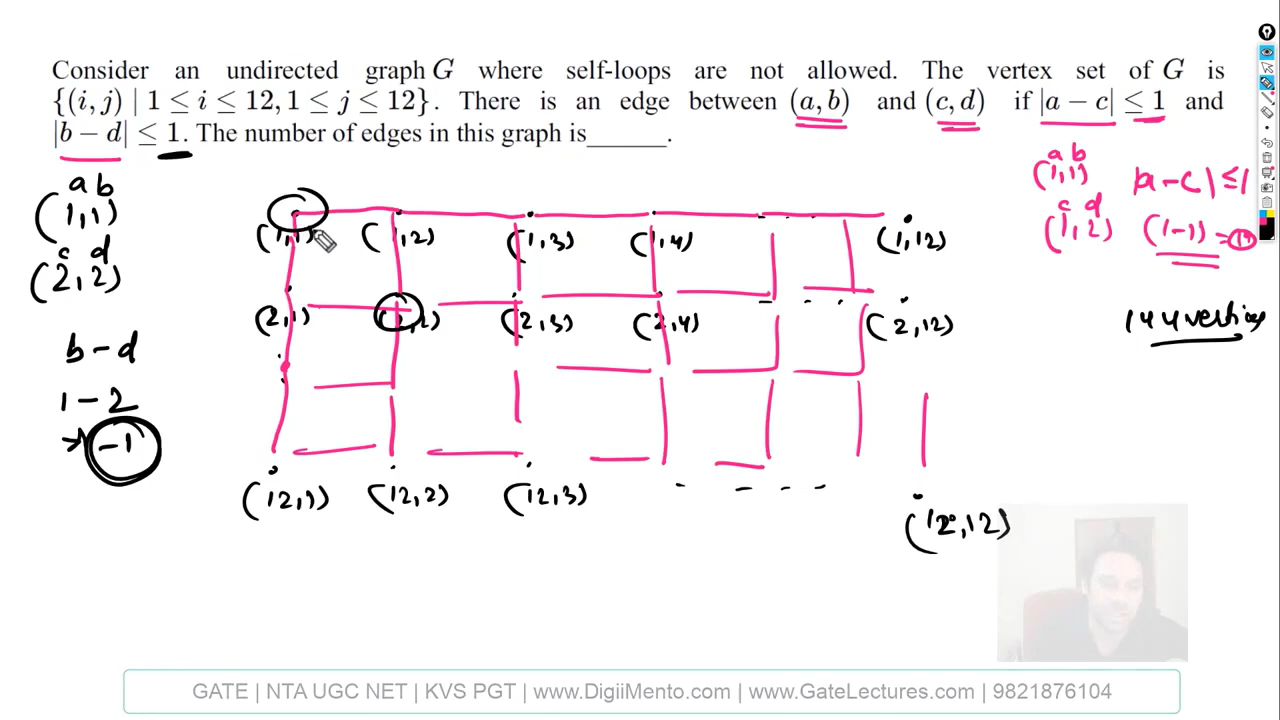 Consider an undirected graph G where self-loops are not allowed. The vertex set of G is
{(i, j) | 1 ≤ i ≤ 12, 1 ≤ j ≤ 12}. There is an edge between (a, b) and (c, d) if |a − c| ≤ 1 and
|b − d| ≤ 1. The number of edges in this graph is______.
a b
(1,1)
c d
(2,2)
b - d
1 - 2
-1
(1,1) (1,2) (1,3) (1,4) (1,12)
(2,1) (2,2) (2,3) (2,4) (2,12)
(12,1) (12,2) (12,3) (12,12)
a b
(1,1) |a-c| ≤ 1
c d
(1,2) (1-1) =
144 vertices
GATE | NTA UGC NET | KVS PGT | www.DigiiMento.com | www.GateLectures.com | 9821876104